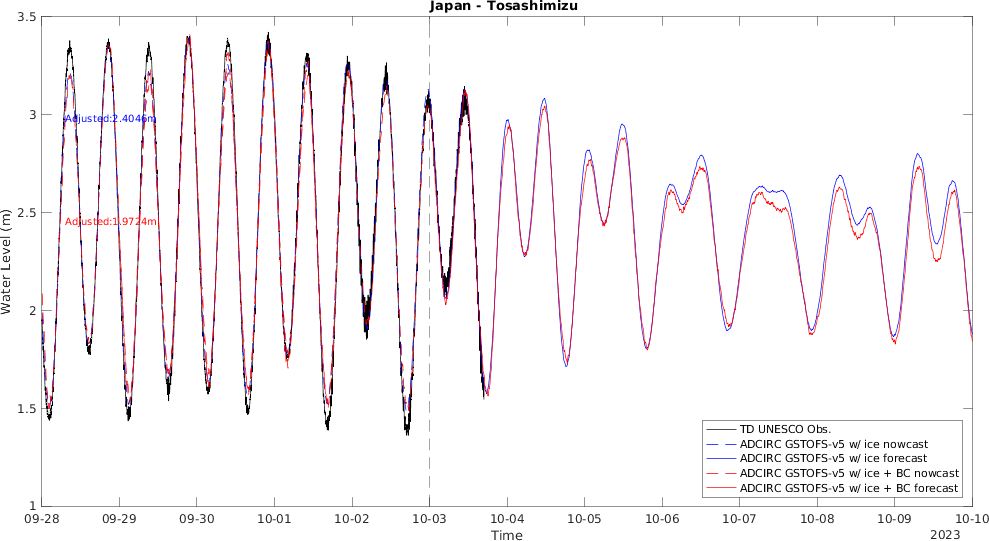 Japan - Tosashimizu
3.5
3
2.5
2
1.5
1
Water Level (m)
Adjusted:2.4046m
Adjusted:1.9724m
TD UNESCO Obs.
ADCIRC GSTOFS-v5 w/ ice nowcast
ADCIRC GSTOFS-v5 w/ ice forecast
ADCIRC GSTOFS-v5 w/ ice + BC nowcast
ADCIRC GSTOFS-v5 w/ ice + BC forecast
09-28 09-29 09-30 10-01 10-02 10-03 10-04 10-05 10-06 10-07 10-08 10-09 10-10
Time
2023